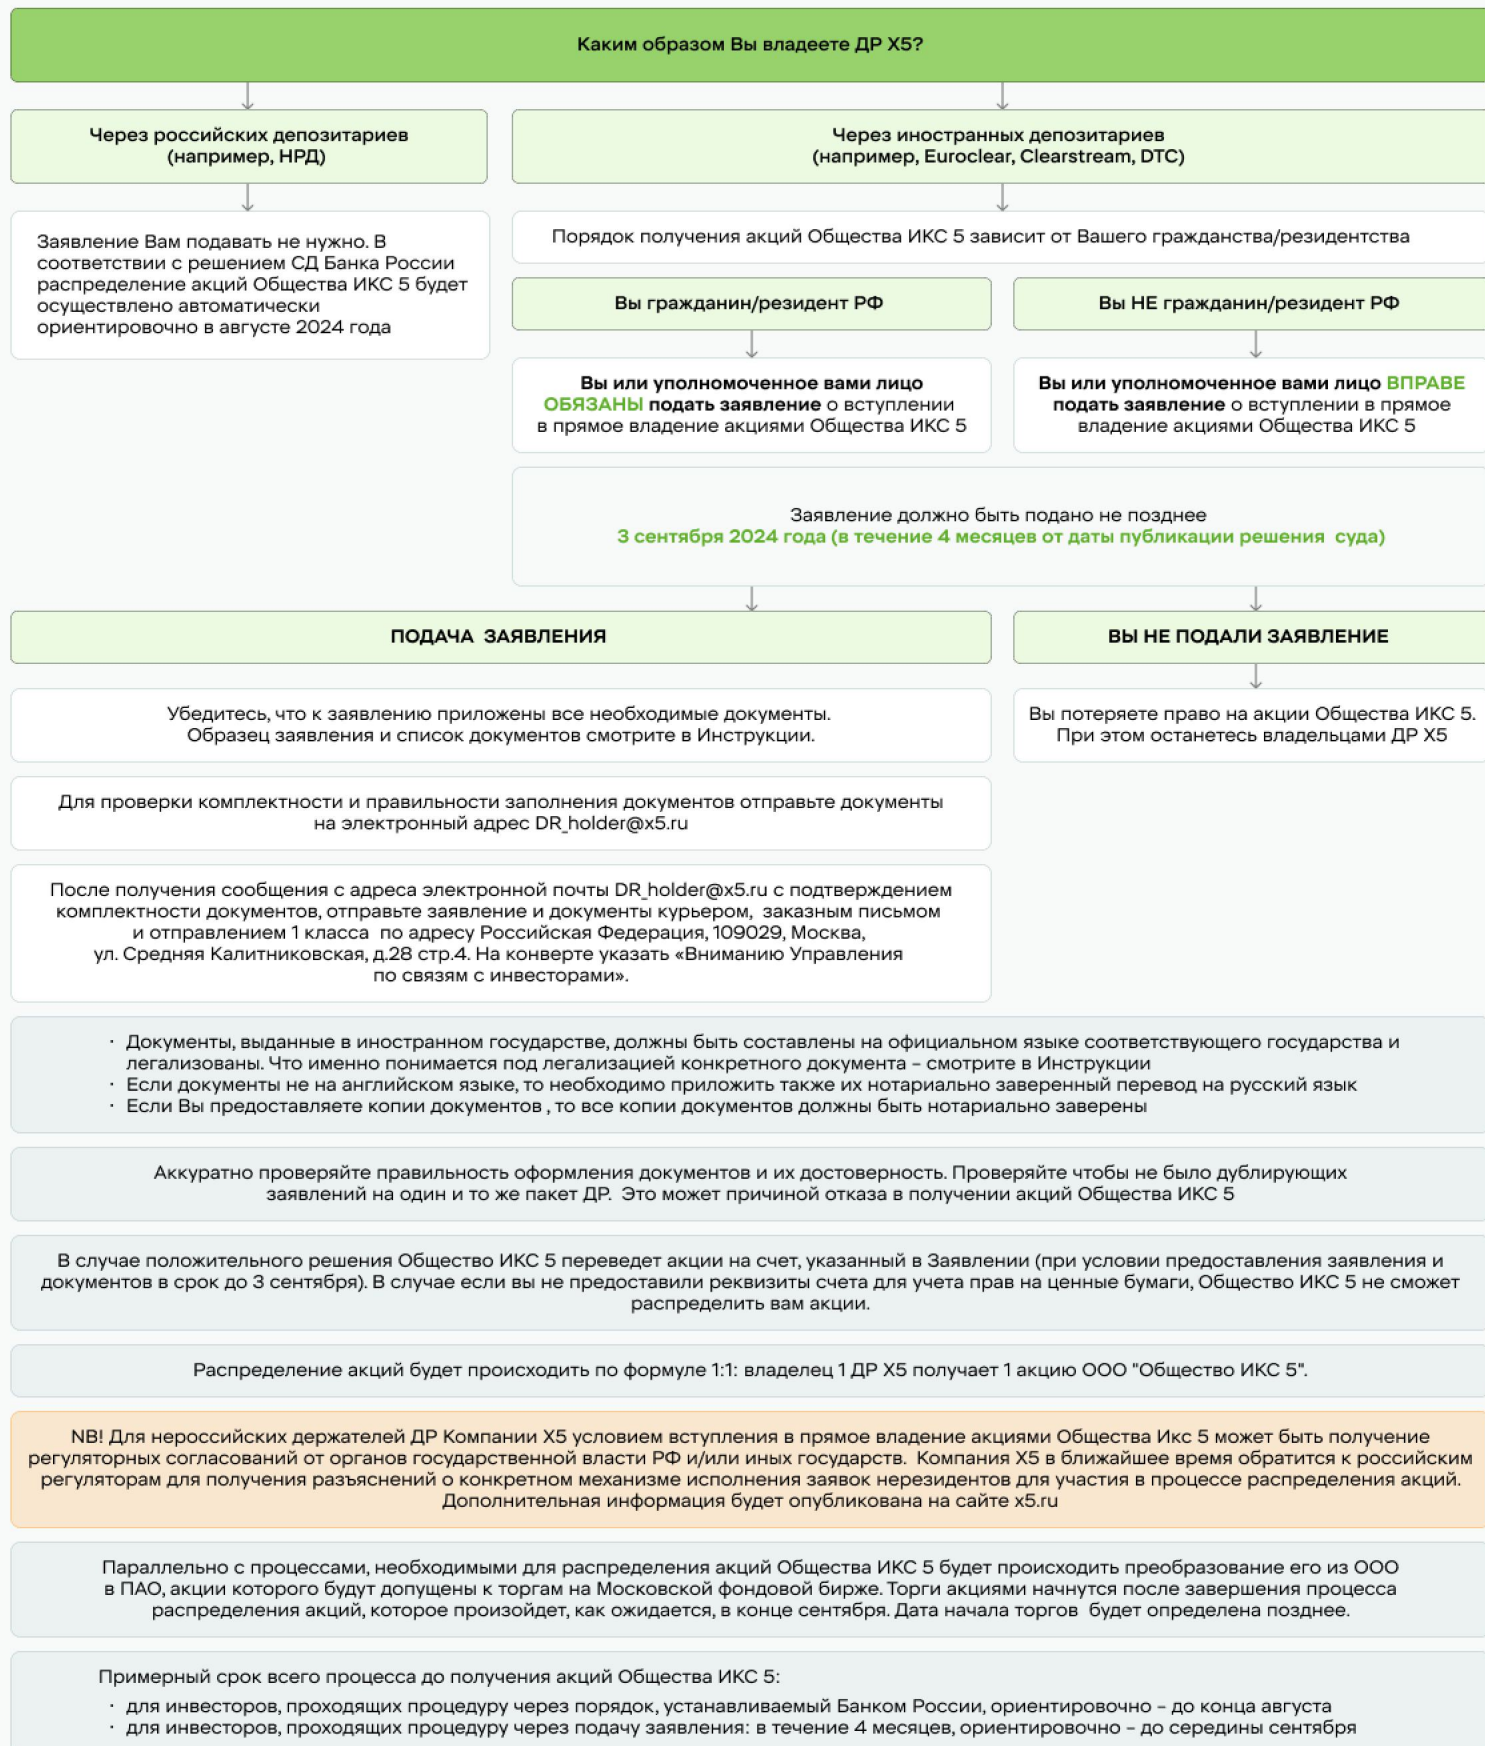 Каким образом Вы владеете ДР X5?
Через российских депозитариев
(например, НРД)
Заявление Вам подавать не нужно. В
соответствии с решением СД Банка России
распределение акций Общества ИКС 5 будет
осуществлено автоматически
ориентировочно в августе 2024 года
Через иностранных депозитариев
(например, Euroclear, Clearstream, DTC)
Порядок получения акций Общества ИКС 5 зависит от Вашего гражданства/резидентства
Вы гражданин/резидент РФ
Вы или уполномоченное вами лицо
ОБЯЗАНЫ подать заявление о вступлении
в прямое владение акциями Общества ИКС 5
Вы НЕ гражданин/резидент РФ
Вы или уполномоченное вами лицо ВПРАВЕ
подать заявление о вступлении в прямое
владение акциями Общества ИКС 5
Заявление должно быть подано не позднее
3 сентября 2024 года (в течение 4 месяцев от даты публикации решения суда)
ПОДАЧА ЗАЯВЛЕНИЯ
Убедитесь, что к заявлению приложены все необходимые документы.
Образец заявления и список документов смотрите в Инструкции.
Для проверки комплектности и правильности заполнения документов отправьте документы
на электронный адрес DR_holder@x5.ru
После получения сообщения с адреса электронной почты DR_holder@x5.ru с подтверждением
комплектности документов, отправьте заявление и документы курьером, заказным письмом
и отправлением 1 класса по адресу Российская Федерация, 109029, Москва,
ул. Средняя Калитниковская, д.28 стр.4. На конверте указать «Вниманию Управления
по связям с инвесторами».
ВЫ НЕ ПОДАЛИ ЗАЯВЛЕНИЕ
Вы потеряете право на акции Общества ИКС 5.
При этом останетесь владельцами ДР X5
· Документы, выданные в иностранном государстве, должны быть составлены на официальном языке соответствующего государства и
легализованы. Что именно понимается под легализацией конкретного документа – смотрите в Инструкции
· Если документы не на английском языке, то необходимо приложить также их нотариально заверенный перевод на русский язык
· Если Вы предоставляете копии документов , то все копии документов должны быть нотариально заверены
Аккуратно проверяйте правильность оформления документов и их достоверность. Проверяйте чтобы не было дублирующих
заявлений на один и то же пакет ДР. Это может причиной отказа в получении акций Общества ИКС 5
В случае положительного решения Общество ИКС 5 переведет акции на счет, указанный в Заявлении (при условии предоставления заявления и
документов в срок до 3 сентября). В случае если вы не предоставили реквизиты счета для учета прав на ценные бумаги, Общество ИКС 5 не сможет
распределить вам акции.
Распределение акций будет происходить по формуле 1:1: владелец 1 ДР X5 получает 1 акцию ООО "Общество ИКС 5".
NB! Для нероссийских держателей ДР Компании X5 условием вступления в прямое владение акциями Общества Икс 5 может быть получение
регуляторных согласований от органов государственной власти РФ и/или иных государств. Компания X5 в ближайшее время обратится к российским
регуляторам для получения разъяснений о конкретном механизме исполнения заявок нерезидентов для участия в процессе распределения акций.
Дополнительная информация будет опубликована на сайте x5.ru
Параллельно с процессами, необходимыми для распределения акций Общества ИКС 5 будет происходить преобразование его из ООО
в ПАО, акции которого будут допущены к торгам на Московской фондовой бирже. Торги акциями начнутся после завершения процесса
распределения акций, которое произойдет, как ожидается, в конце сентября. Дата начала торгов будет определена позднее.
Примерный срок всего процесса до получения акций Общества ИКС 5:
· для инвесторов, проходящих процедуру через порядок, устанавливаемый Банком России, ориентировочно – до конца августа
· для инвесторов, проходящих процедуру через подачу заявления: в течение 4 месяцев, ориентировочно – до середины сентября